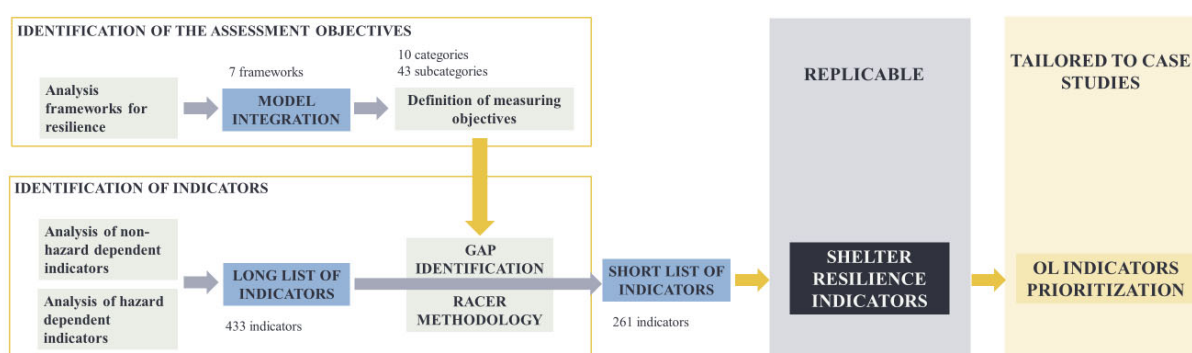 IDENTIFICATION OF THE ASSESSMENT OBJECTIVES
Analysis
frameworks for
resilience
7 frameworks
MODEL
INTEGRATION
10 categories
43 subcategories
Definition of measuring
objectives
IDENTIFICATION OF INDICATORS
Analysis of non-
hazard dependent
indicators
Analysis of hazard
dependent
indicators
LONG LIST OF
INDICATORS
433 indicators
GAP
IDENTIFICATION
RACER
METHODOLOGY
SHORT LIST OF
INDICATORS
261 indicators
REPLICABLE
SHELTER
RESILIENCE
INDICATORS
TAILORED TO CASE
STUDIES
OL INDICATORS
PRIORITIZATION